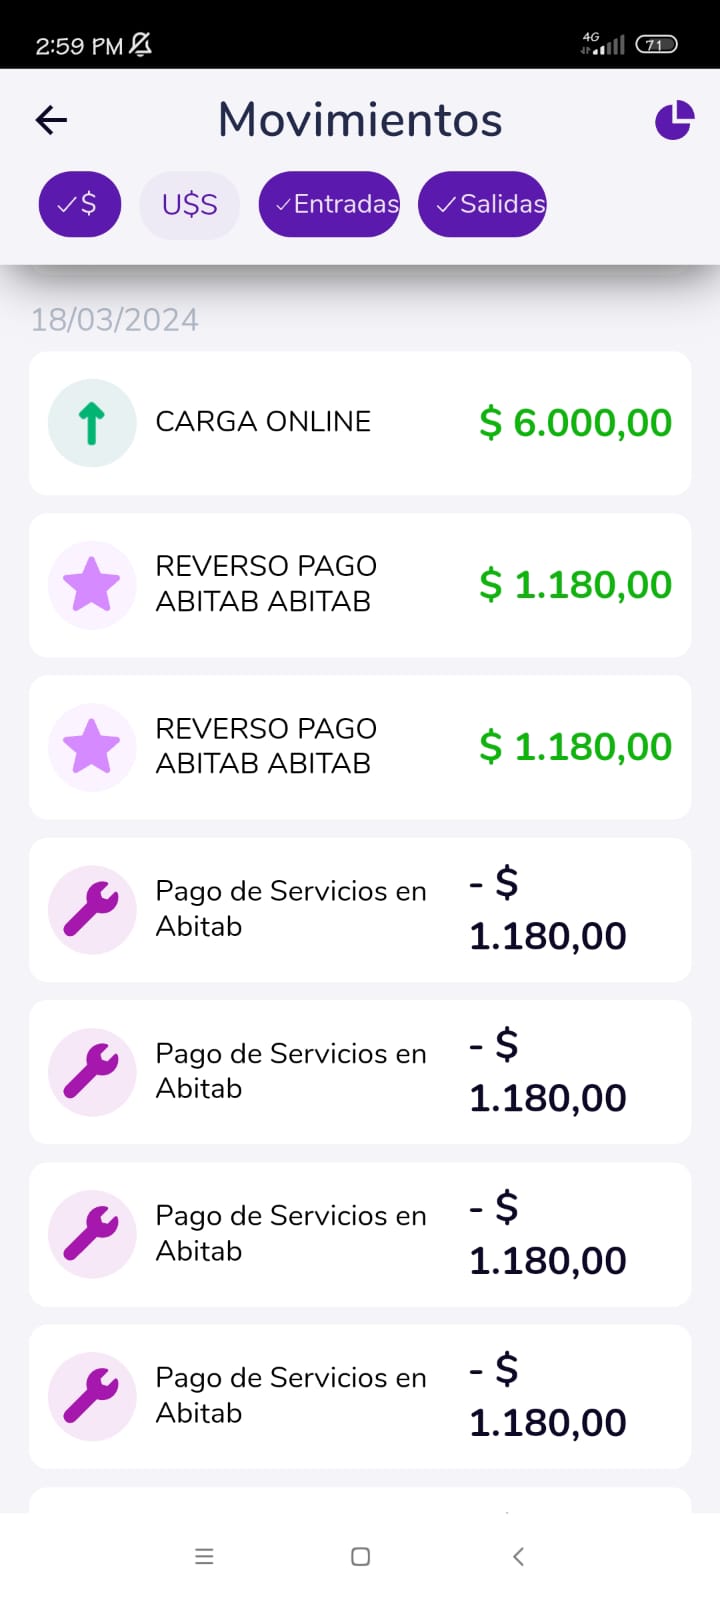 2:59 PM
4G
71
Movimientos
✓$
U$S
✓Entradas
✓Salidas
18/03/2024
CARGA ONLINE
$ 6.000,00
REVERSO PAGO
ABITAB ABITAB
$ 1.180,00
REVERSO PAGO
ABITAB ABITAB
$ 1.180,00
Pago de Servicios en
Abitab
- $
1.180,00
Pago de Servicios en
Abitab
- $
1.180,00
Pago de Servicios en
Abitab
- $
1.180,00
Pago de Servicios en
Abitab
- $
1.180,00